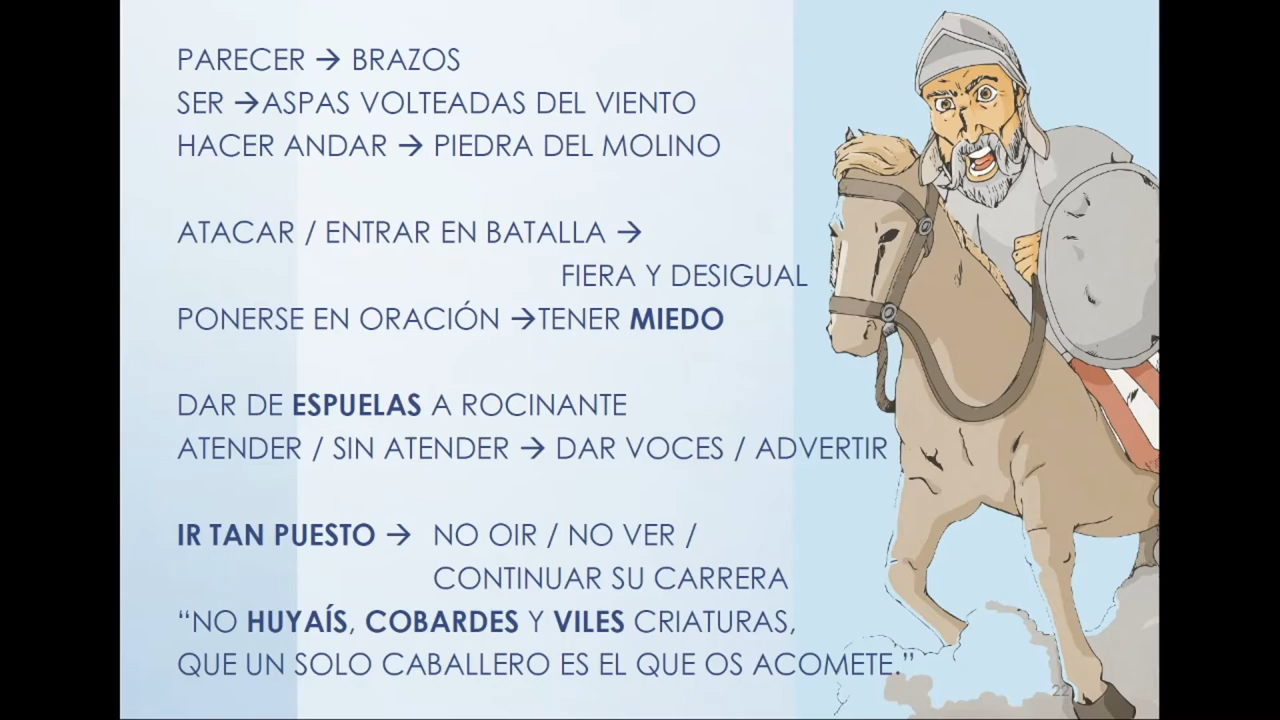 PARECER → BRAZOS
SER →ASPAS VOLTEADAS DEL VIENTO
HACER ANDAR → PIEDRA DEL MOLINO
ATACAR / ENTRAR EN BATALLA →
FIERA Y DESIGUAL
PONERSE EN ORACIÓN →TENER MIEDO
DAR DE ESPUELAS A ROCINANTE
ATENDER / SIN ATENDER → DAR VOCES / ADVERTIR
IR TAN PUESTO → NO OIR / NO VER /
CONTINUAR SU CARRERA
“NO HUYAÍS, COBARDES Y VILES CRIATURAS,
QUE UN SOLO CABALLERO ES EL QUE OS ACOMETE.”
22